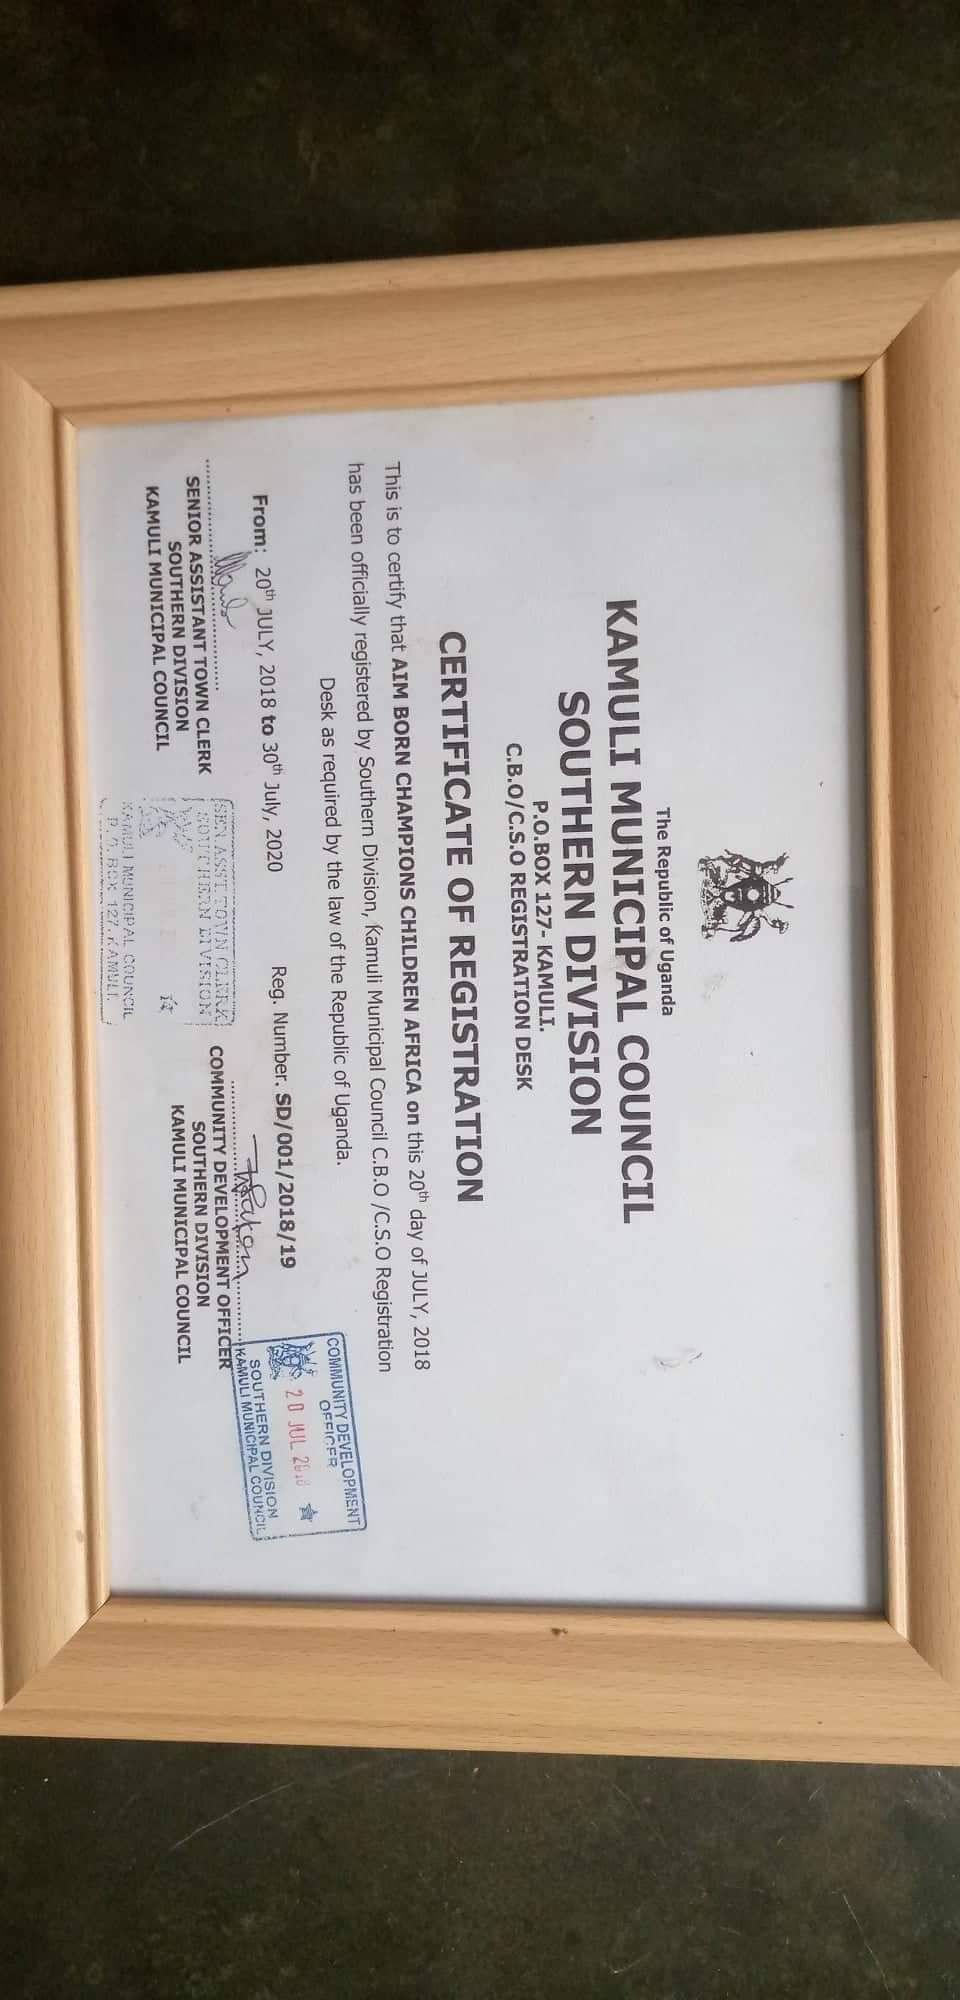 The Republic of Uganda
KAMULI MUNICIPAL COUNCIL
SOUTHERN DIVISION
P.O.BOX 127- KAMULI.
C.B.O/C.S.O REGISTRATION DESK
CERTIFICATE OF REGISTRATION
This is to certify that AIM BORN CHAMPIONS CHILDREN AFRICA on this 20th day of JULY, 2018
has been officially registered by Southern Division, Kamuli Municipal Council C.B.O /C.S.O Registration
Desk as required by the law of the Republic of Uganda.
From: 20th JULY, 2018 to 30th July, 2020 Reg. Number. SD/001/2018/19
SENIOR ASSISTANT TOWN CLERK
SOUTHERN DIVISION
KAMULI MUNICIPAL COUNCIL
SEN ASST TOWN CLERK
SOUTHERN DIVISION
KAMULI MUNICIPAL COUNCIL
P. O. BOX 127, KAMULI.
COMMUNITY DEVELOPMENT OFFICER
SOUTHERN DIVISION
KAMULI MUNICIPAL COUNCIL
COMMUNITY DEVELOPMENT
OFFICER
20 JUL 2018
SOUTHERN DIVISION
KAMULI MUNICIPAL COUNCIL